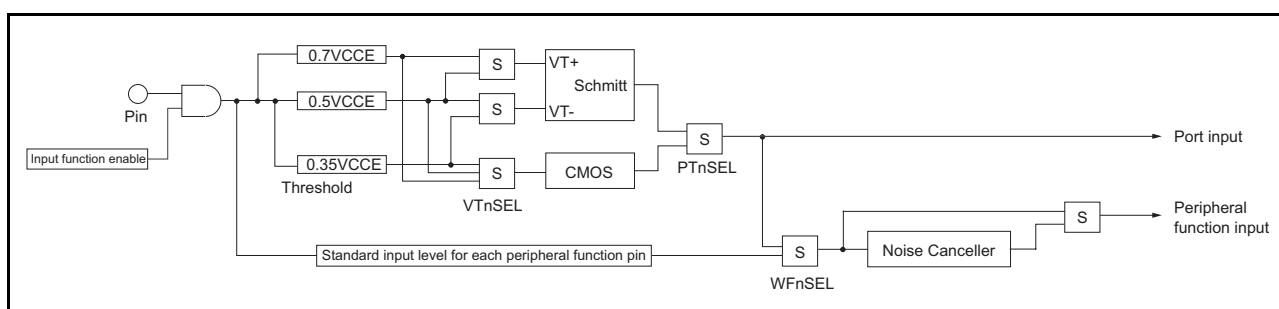 0.7VCCE
S
VT+
Schmitt
Pin
0.5VCCE
S
VT-
S
Port input
Input function enable
0.35VCCE
S
CMOS
PTnSEL
Threshold
VTnSEL
S
Peripheral
function input
Standard input level for each peripheral function pin
S
Noise Canceller
WFnSEL